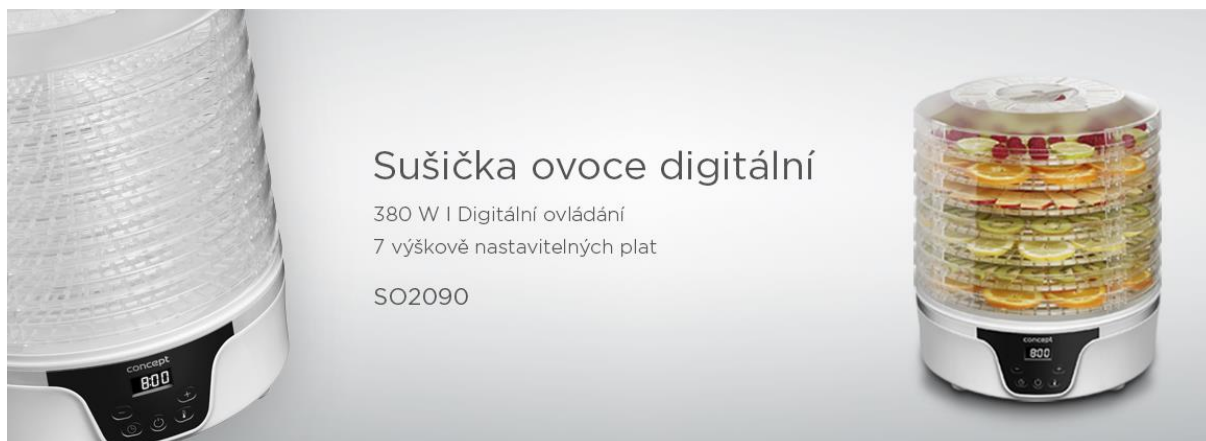 Sušička ovoce digitální
380 W I Digitální ovládání
7 výškově nastavitelných plat
SO2090
concept
8:00
concept
8:00